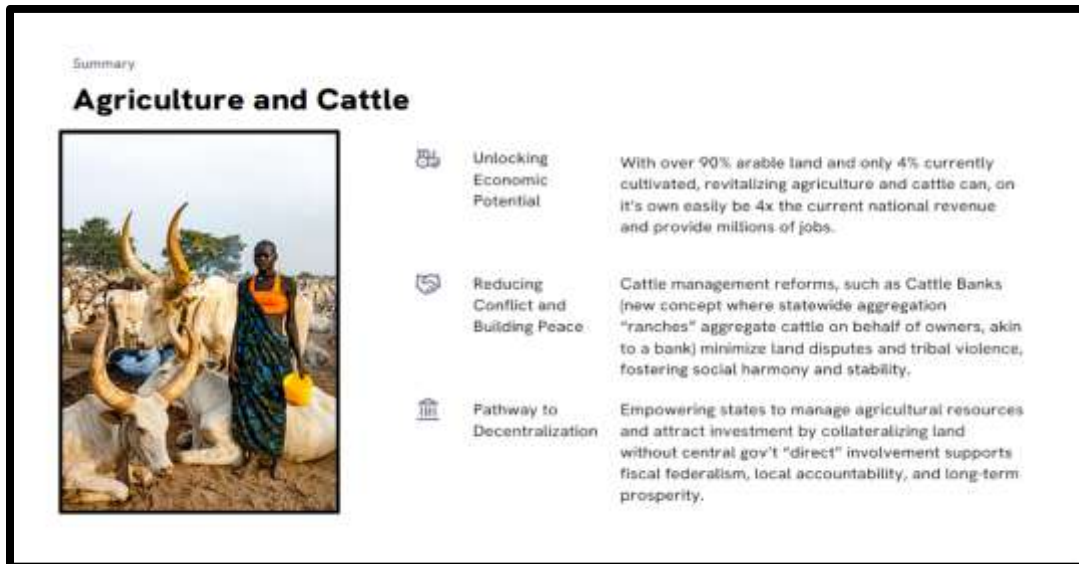 Summary
Agriculture and Cattle
Unlocking
Economic
Potential
With over 90% arable land and only 4% currently
cultivated, revitalizing agriculture and cattle can, on
it's own easily be 4x the current national revenue
and provide millions of jobs.
Reducing
Conflict and
Building Peace
Cattle management reforms, such as Cattle Banks
(new concept where statewide aggregation
"ranches" aggregate cattle on behalf of owners, akin
to a bank) minimize land disputes and tribal violence,
fostering social harmony and stability.
Pathway to
Decentralization
Empowering states to manage agricultural resources
and attract investment by collateralizing land
without central gov't "direct" involvement supports
fiscal federalism, local accountability, and long-term
prosperity.